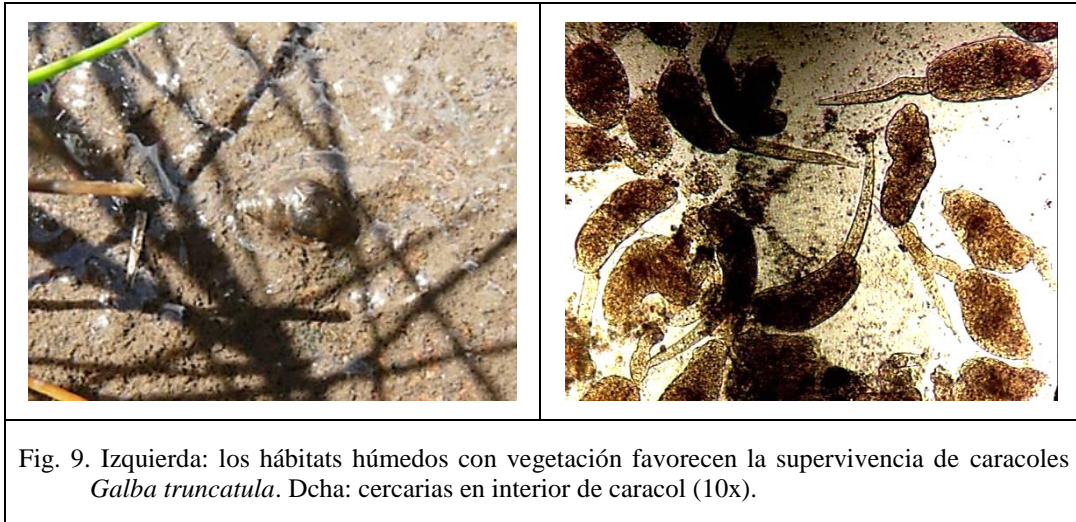 Fig. 9. Izquierda: los hábitats húmedos con vegetación favorecen la supervivencia de caracoles
Galba truncatula. Dcha: cercarias en interior de caracol (10x).